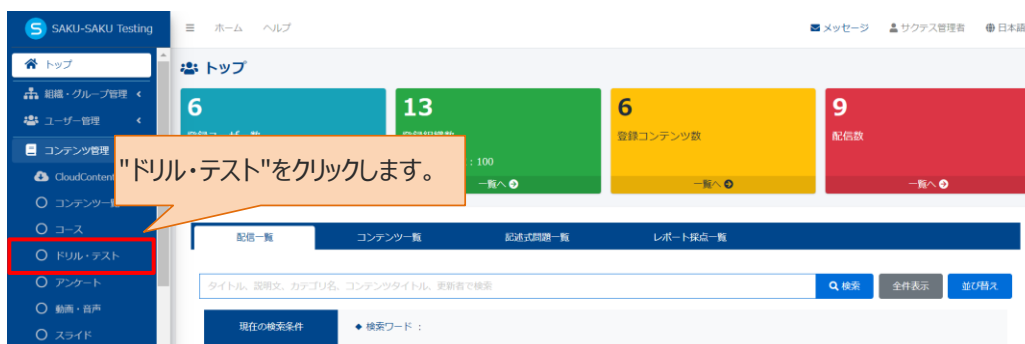 SAKU-SAKU Testing
ホーム ヘルプ
メッセージ サクテス管理者 日本語
トップ
トップ
組織・グループ管理
ユーザー管理
コンテンツ管理
CloudContent
コンテンツ一
コース
ドリル・テスト
アンケート
動画・音声
スライド
"ドリル・テスト"をクリックします。
6
13
: 100
一覧へ
6
登録コンテンツ数
一覧へ
9
配信数
一覧へ
配信一覧 コンテンツ一覧 記述式問題一覧 レポート採点一覧
タイトル、説明文、カテゴリ名、コンテンツタイトル、更新者で検索
検索 全件表示 並び替え
現在の検索条件 ◆ 検索ワード :